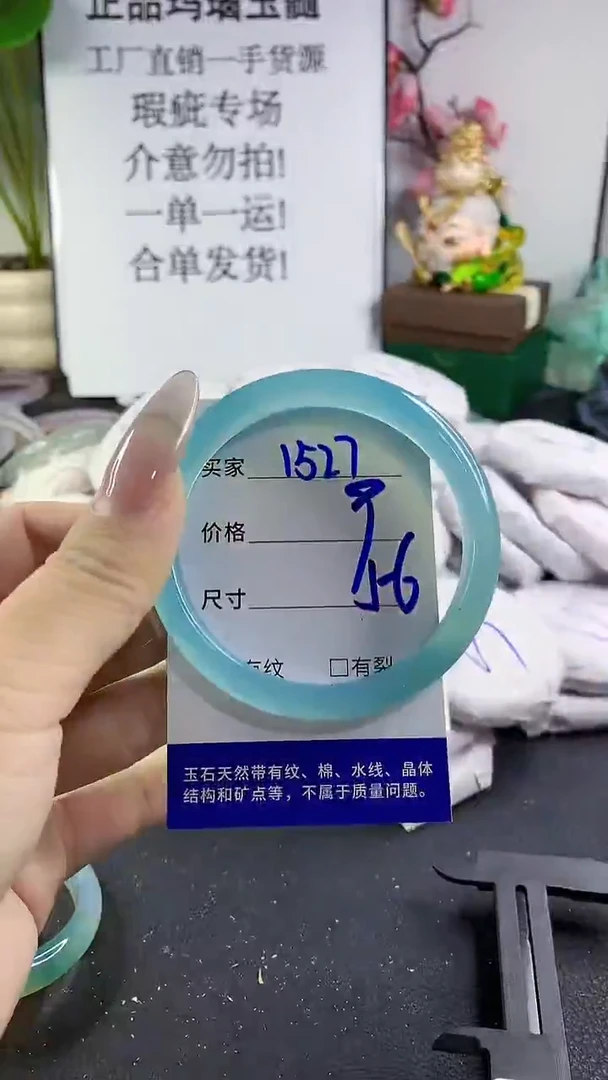 正品玛瑙玉髓
工厂直销一手货源
瑕疵专场
介意勿拍!
一单一运!
合单发货!
买家 1527
价格
尺寸 56
有纹 □有裂
玉石天然带有纹、棉、水线、晶体
结构和矿点等，不属于质量问题。